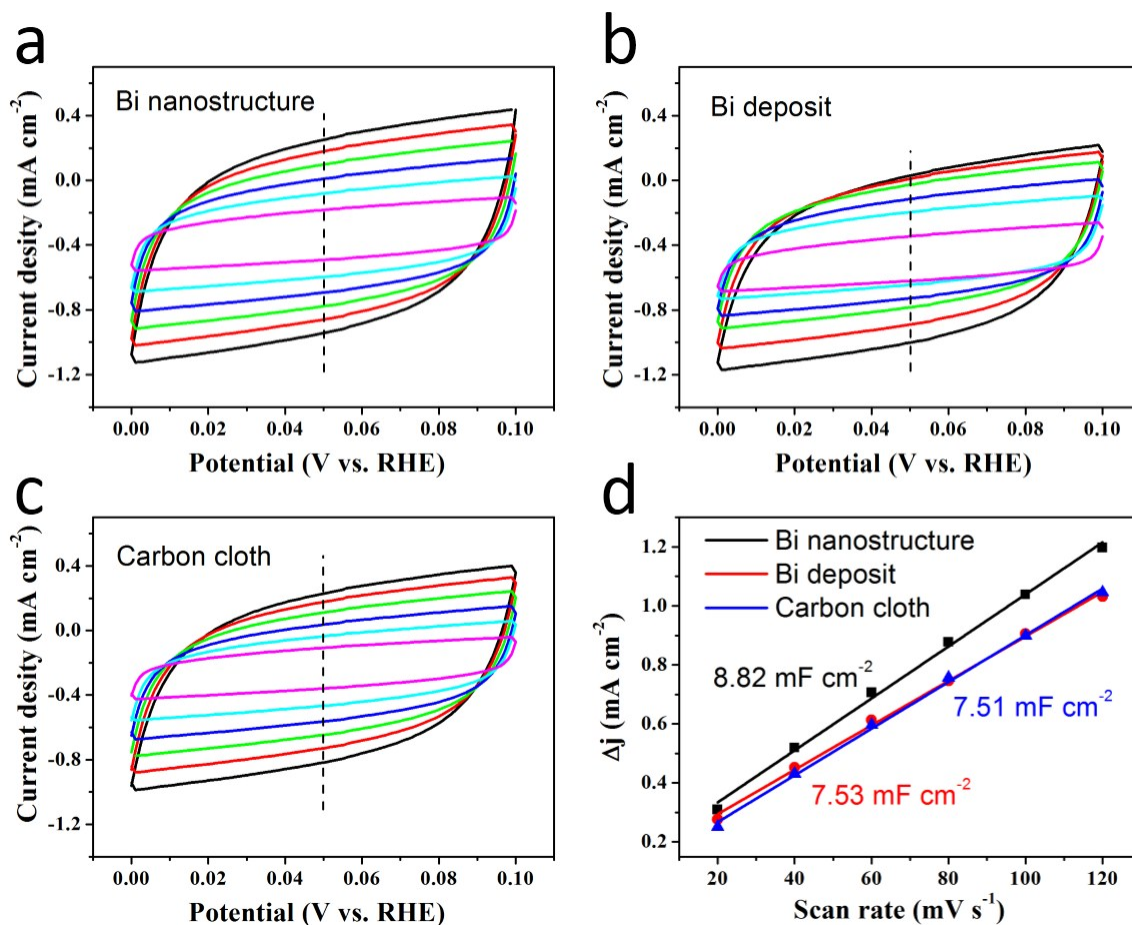 a
Bi nanostructure
Current desity (mA cm⁻²)
0.4
0.0
-0.4
-0.8
-1.2
0.00 0.02 0.04 0.06 0.08 0.10
Potential (V vs. RHE)
b
Bi deposit
Current desity (mA cm⁻²)
0.4
0.0
-0.4
-0.8
-1.2
0.00 0.02 0.04 0.06 0.08 0.10
Potential (V vs. RHE)
c
Carbon cloth
Current desity (mA cm⁻²)
0.4
0.0
-0.4
-0.8
-1.2
0.00 0.02 0.04 0.06 0.08 0.10
Potential (V vs. RHE)
d
Bi nanostructure
Bi deposit
Carbon cloth
8.82 mF cm⁻²
7.51 mF cm⁻²
7.53 mF cm⁻²
Δj (mA cm⁻²)
1.2
1.0
0.8
0.6
0.4
0.2
20 40 60 80 100 120
Scan rate (mV s⁻¹)